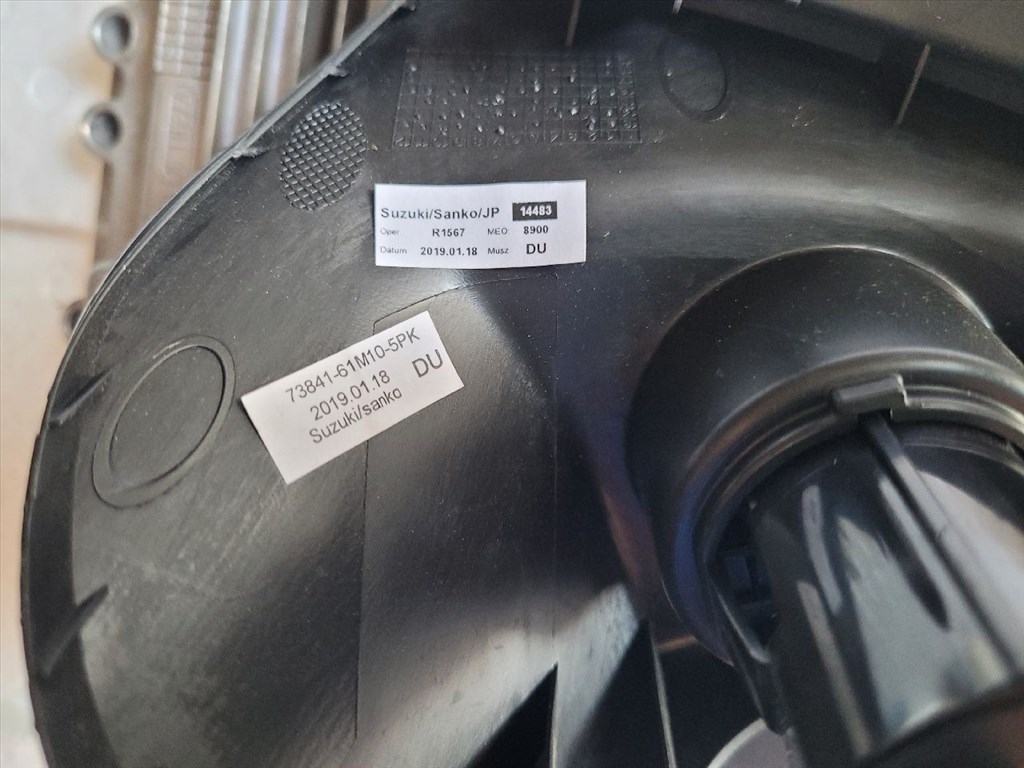 Suzuki/Sanko/JP 14483
Oper R1567 MEO: 8900
Datum 2019.01.18 Musz DU
73841-61M10-5PK
2019.01.18 DU
Suzuki/sanko